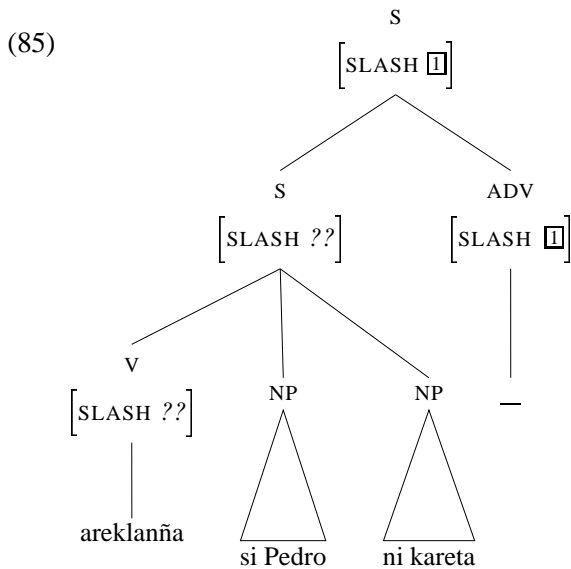 (85)
S
[SLASH 1]
S ADV
[SLASH ??] [SLASH 1]
V NP NP —
[SLASH ??]
areklanña si Pedro ni kareta